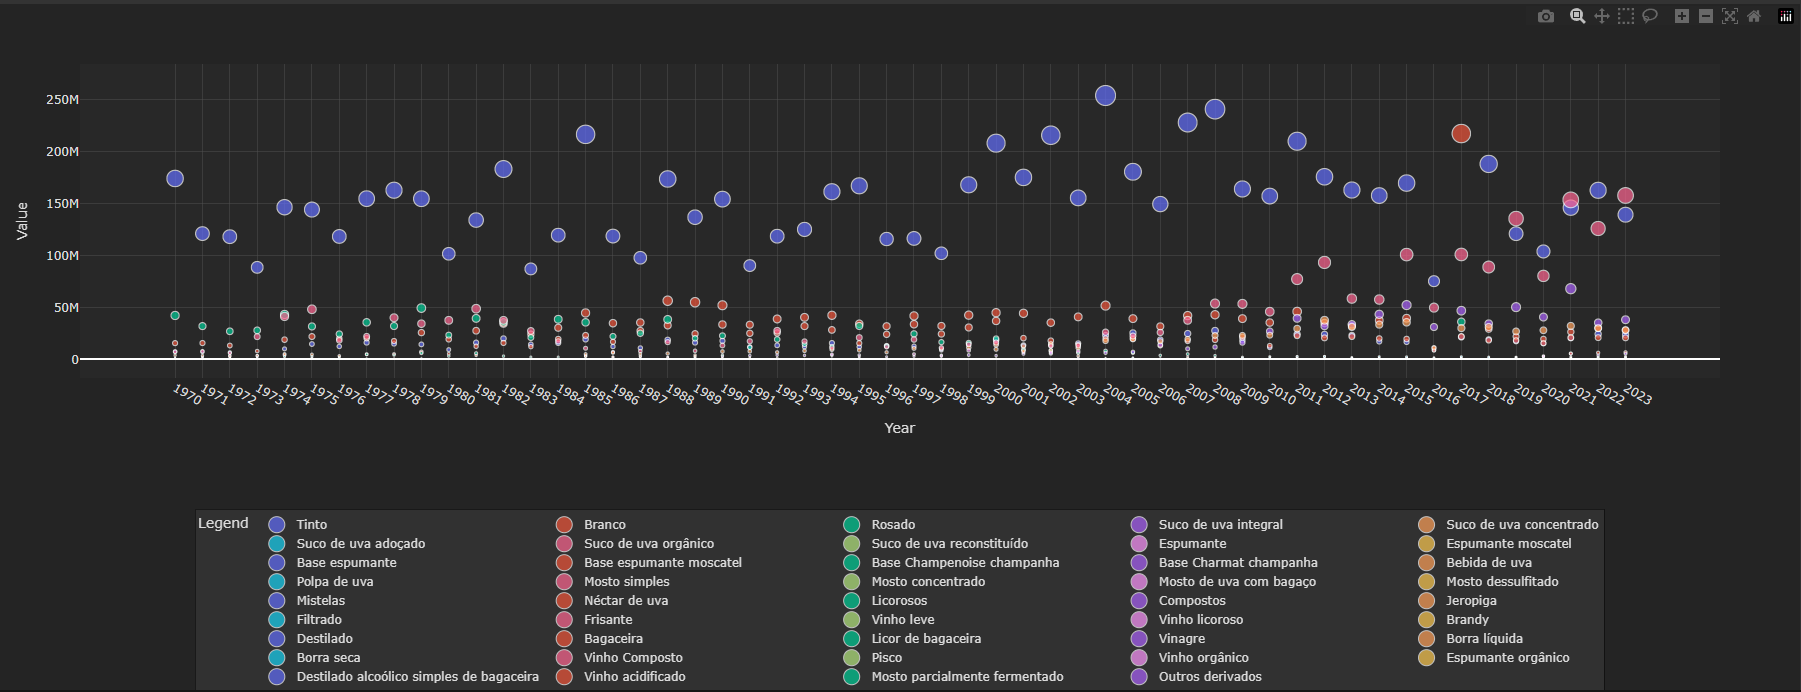 250M
200M
150M
100M
50M
0
Value
1970 1971 1972 1973 1974 1975 1976 1977 1978 1979 1980 1981 1982 1983 1984 1985 1986 1987 1988 1989 1990 1991 1992 1993 1994 1995 1996 1997 1998 1999 2000 2001 2002 2003 2004 2005 2006 2007 2008 2009 2010 2011 2012 2013 2014 2015 2016 2017 2018 2019 2020 2021 2022 2023
Year
Legend Tinto Branco Rosado Suco de uva integral Suco de uva concentrado
Suco de uva adoçado Suco de uva orgânico Suco de uva reconstituído Espumante Espumante moscatel
Base espumante Base espumante moscatel Base Champenoise champanha Base Charmat champanha Bebida de uva
Polpa de uva Mosto simples Mosto concentrado Mosto de uva com bagaço Mosto dessulfitado
Mistelas Néctar de uva Licorosos Compostos Jeropiga
Filtrado Frisante Vinho leve Vinho licoroso Brandy
Destilado Bagaceira Licor de bagaceira Vinagre Borra líquida
Borra seca Vinho Composto Pisco Vinho orgânico Espumante orgânico
Destilado alcoólico simples de bagaceira Vinho acidificado Mosto parcialmente fermentado Outros derivados